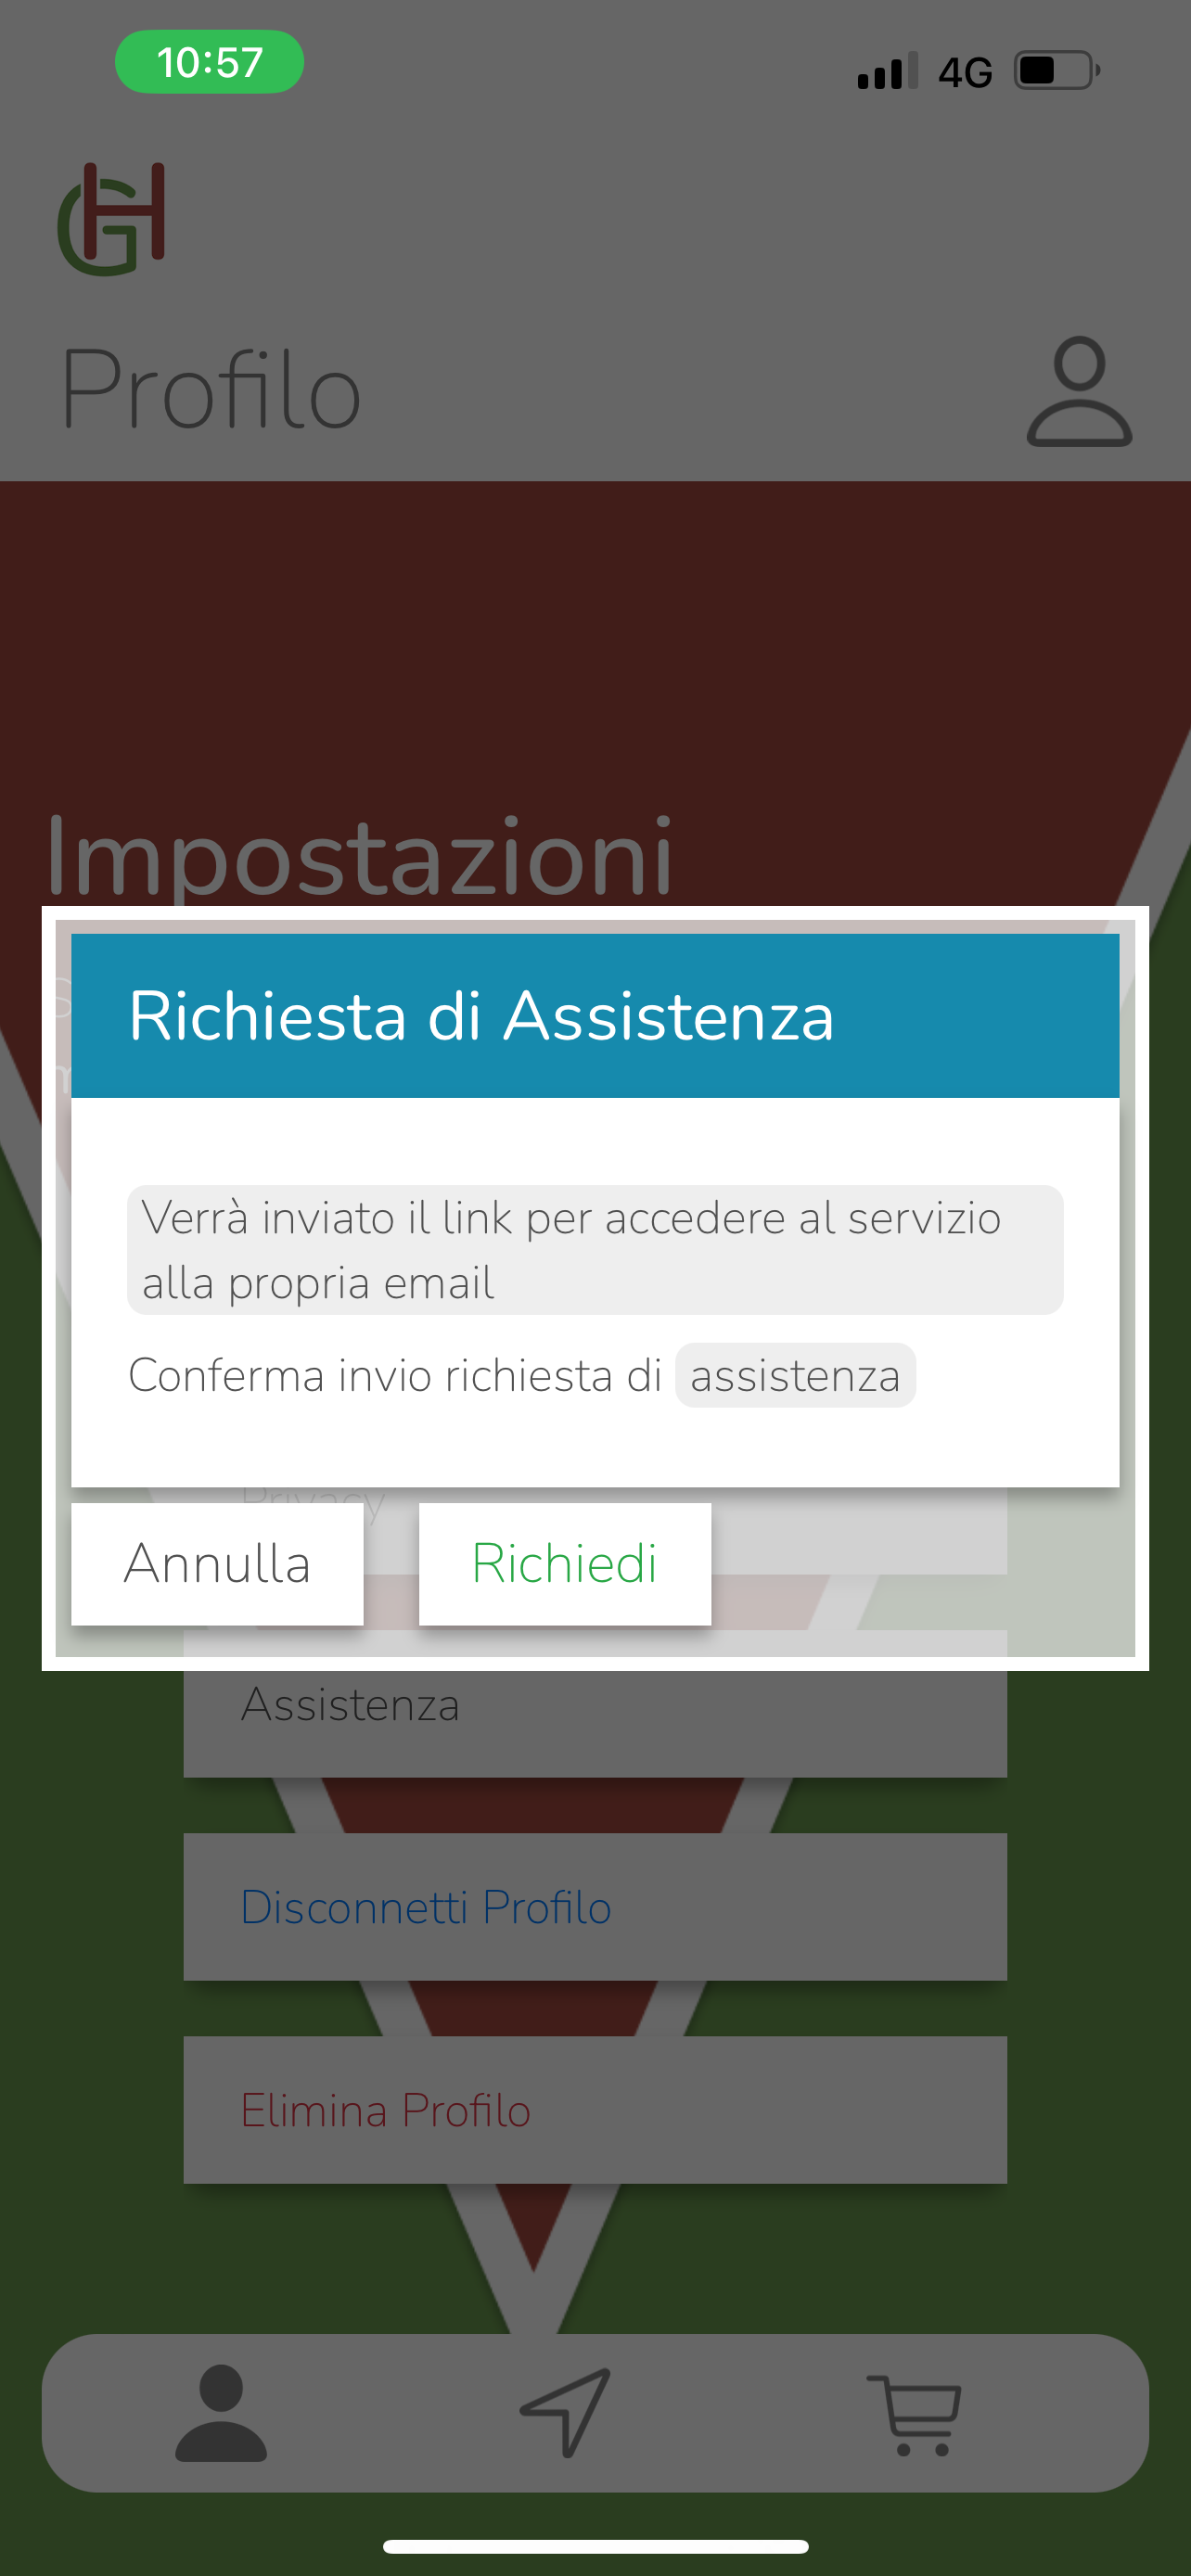 10:57
4G
GH
Profilo
Impostazioni
Richiesta di Assistenza
Verrà inviato il link per accedere al servizio
alla propria email
Conferma invio richiesta di assistenza
Privacy
Annulla
Richiedi
Assistenza
Disconnetti Profilo
Elimina Profilo